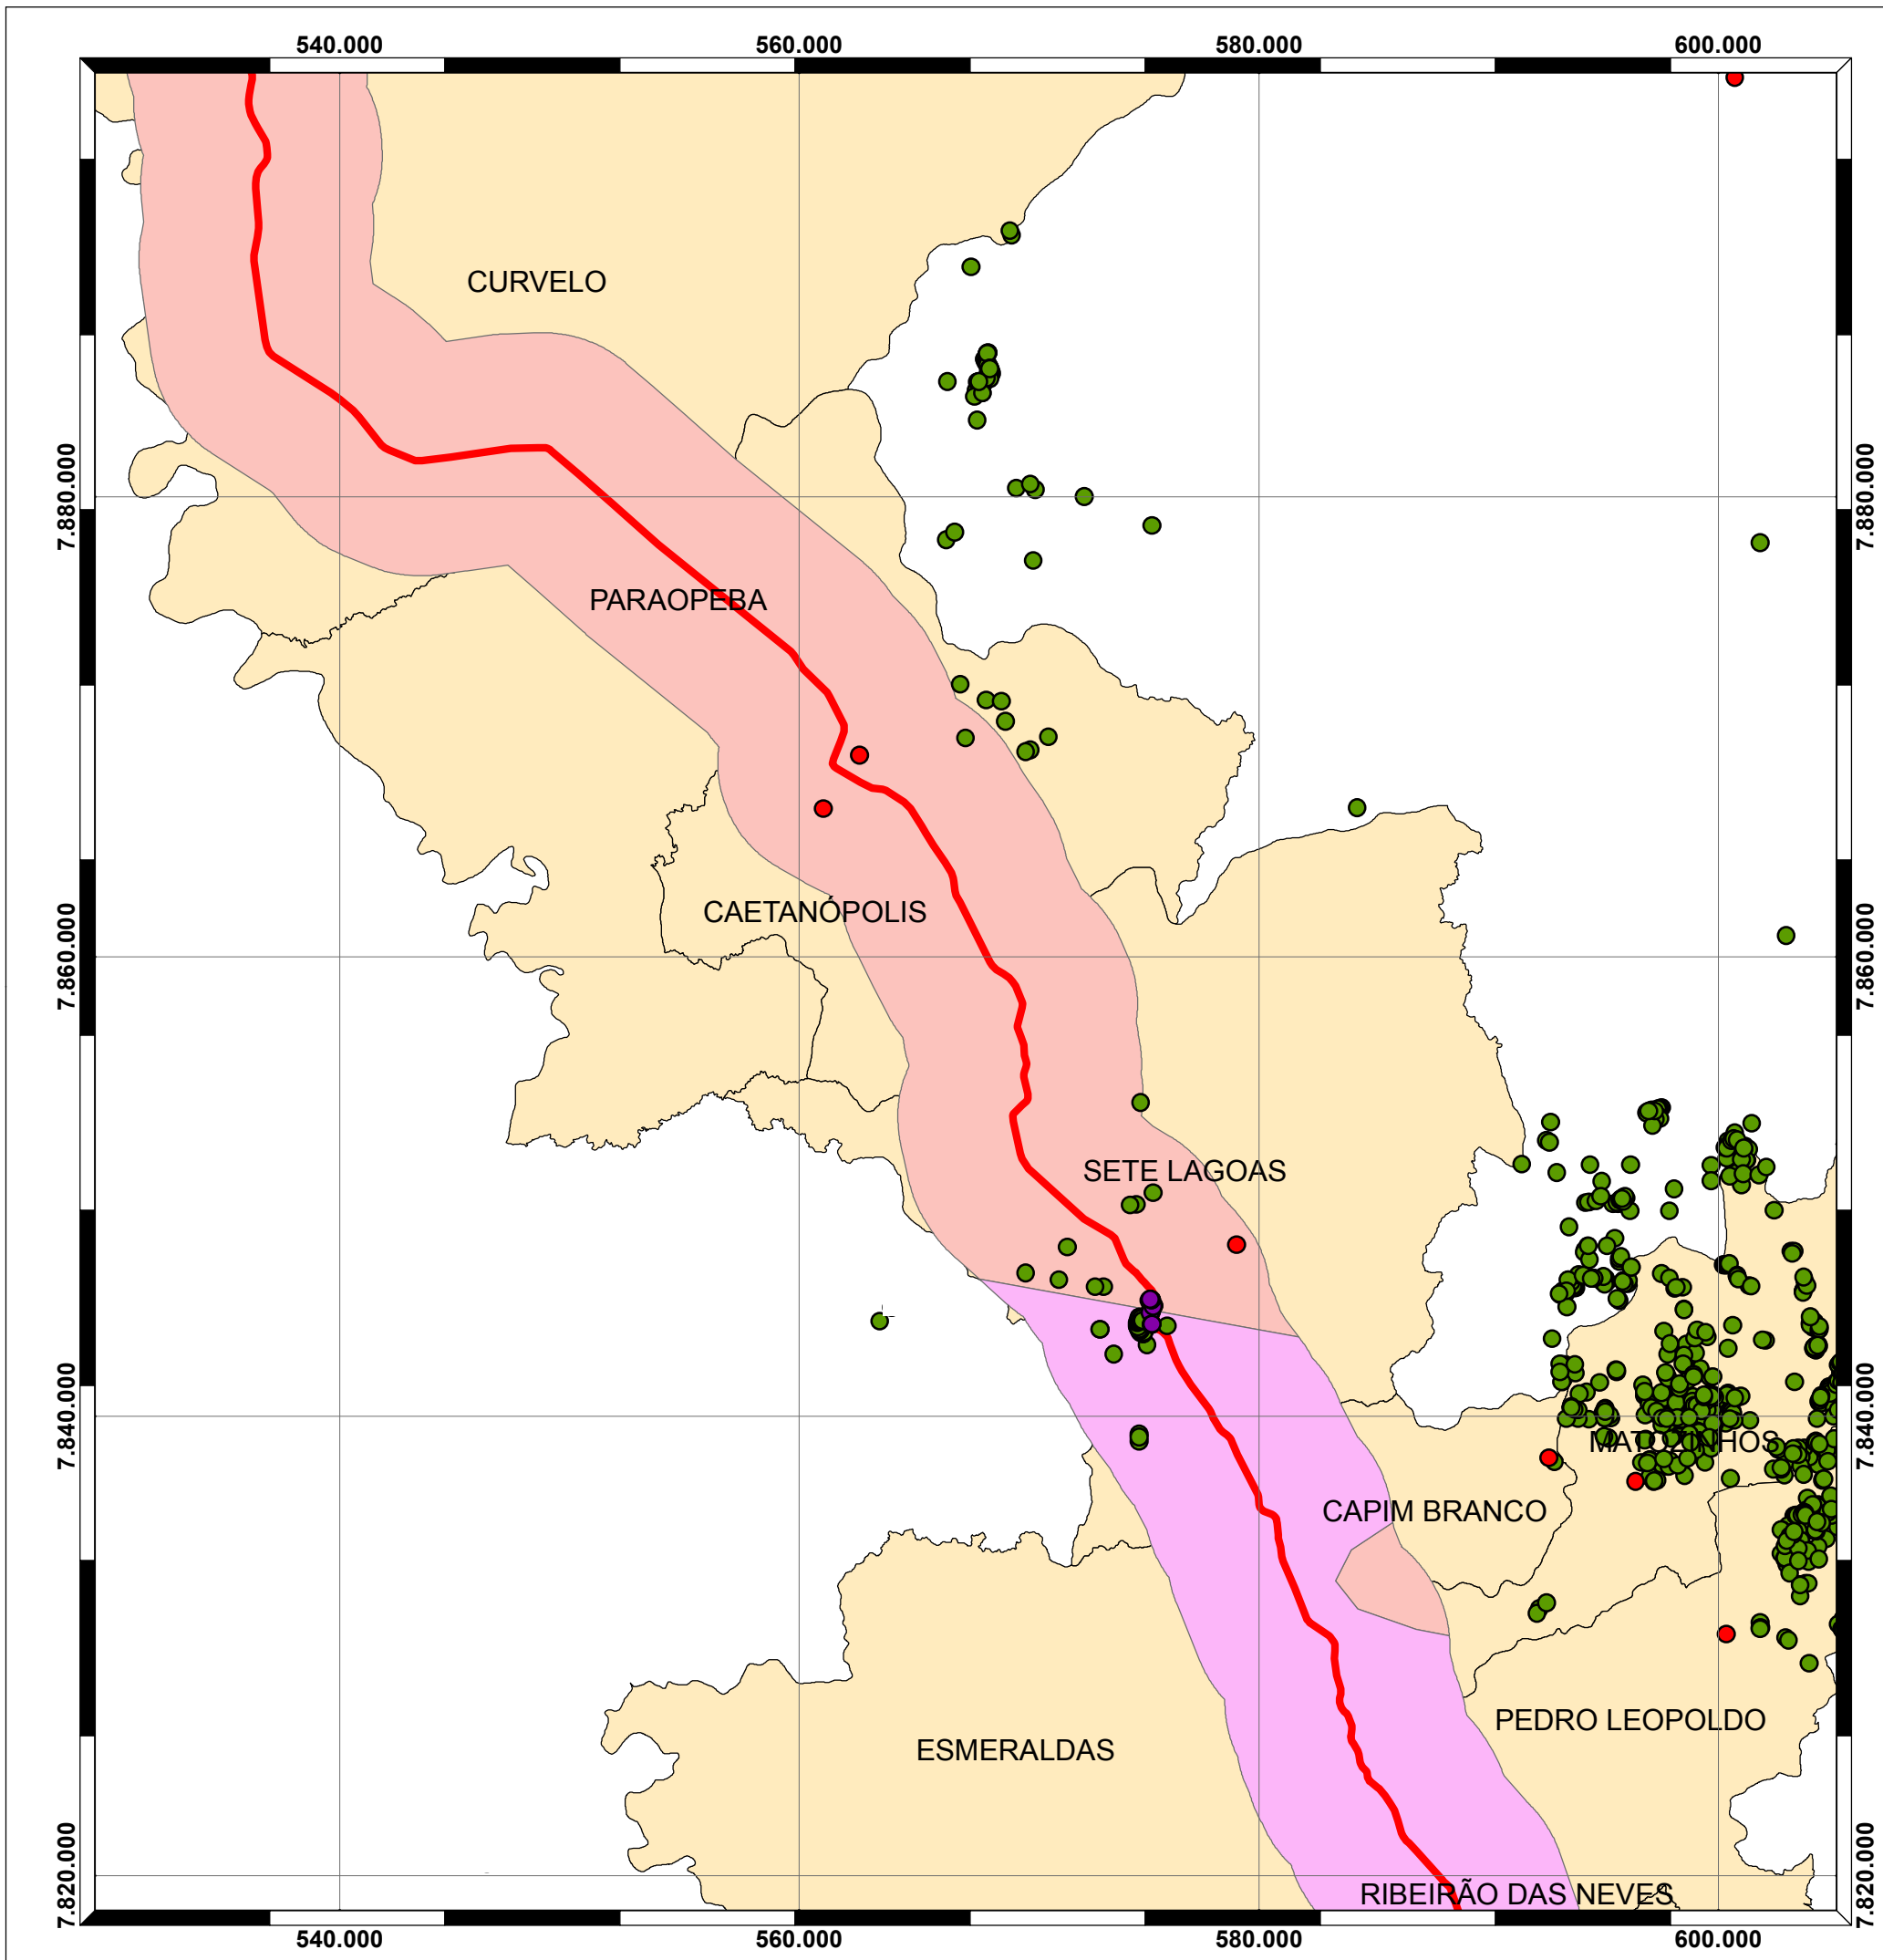 540.000 560.000 580.000 600.000
CURVELO
7.880.000 7.880.000
PARAOPEBA
CAETANÓPOLIS
7.860.000 7.860.000
SETE LAGOAS
7.840.000 7.840.000
MATOZINHOS
CAPIM BRANCO
PEDRO LEOPOLDO
ESMERALDAS
7.820.000 7.820.000
RIBEIRÃO DAS NEVES
540.000 560.000 580.000 600.000